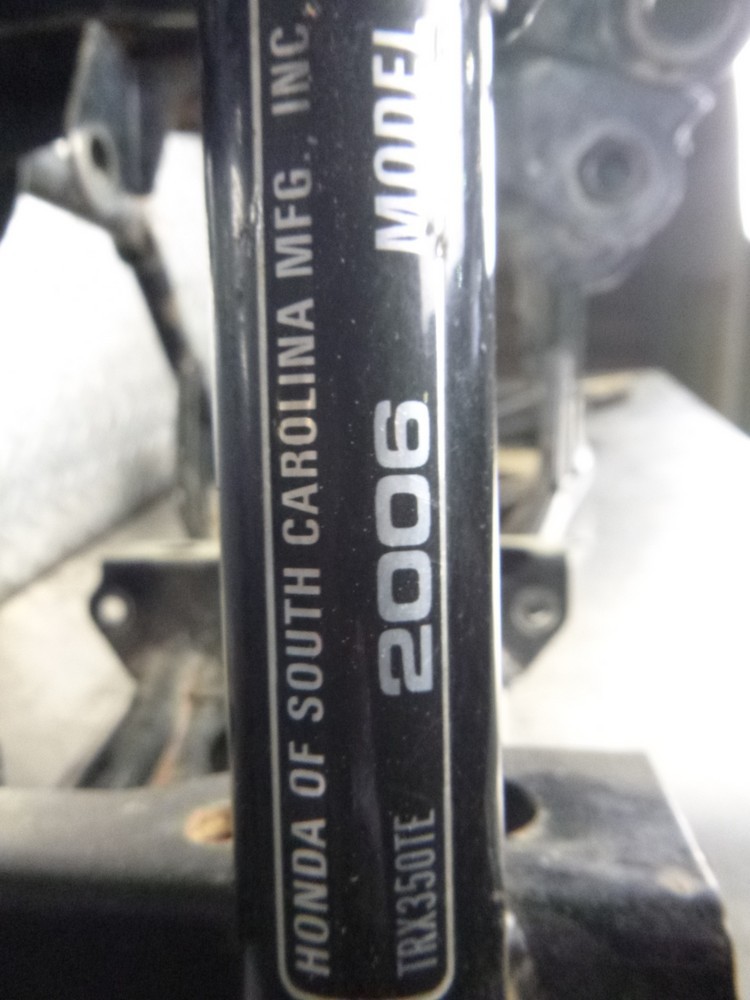 HONDA OF SOUTH CAROLINA MFG., INC.,
2006 MODEL
TRX350TE